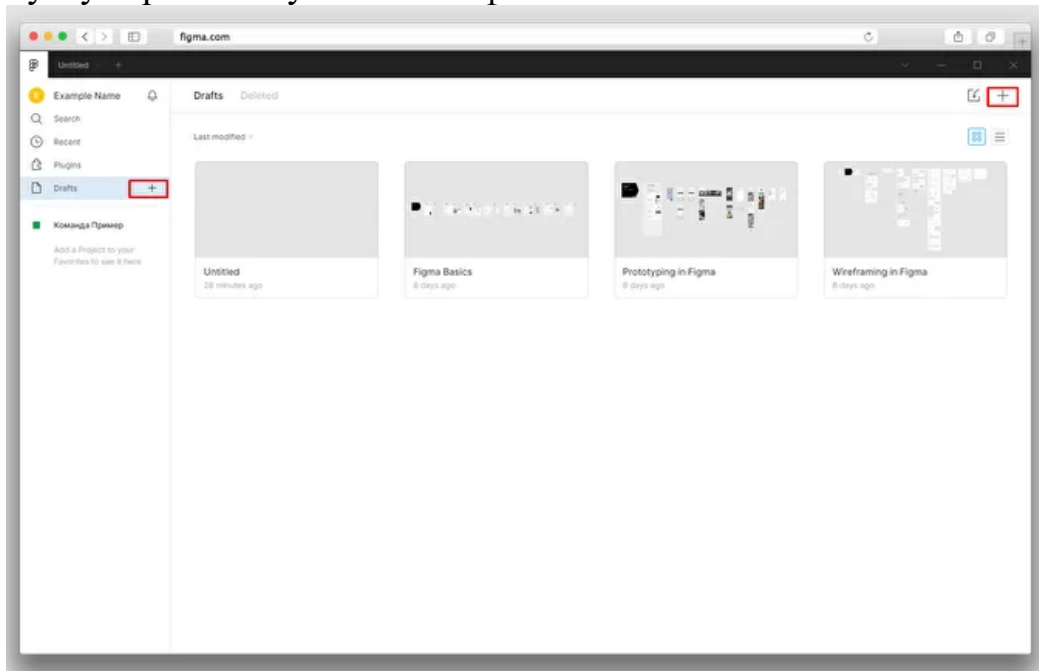 figma.com
Untitled
Example Name
Drafts Deleted
Search
Recent
Last modified
Plugins
Drafts
Команда Пример
Add a Project to your
Favorites to see it here
Untitled
28 minutes ago
Figma Basics
8 days ago
Prototyping in Figma
8 days ago
Wireframing in Figma
8 days ago